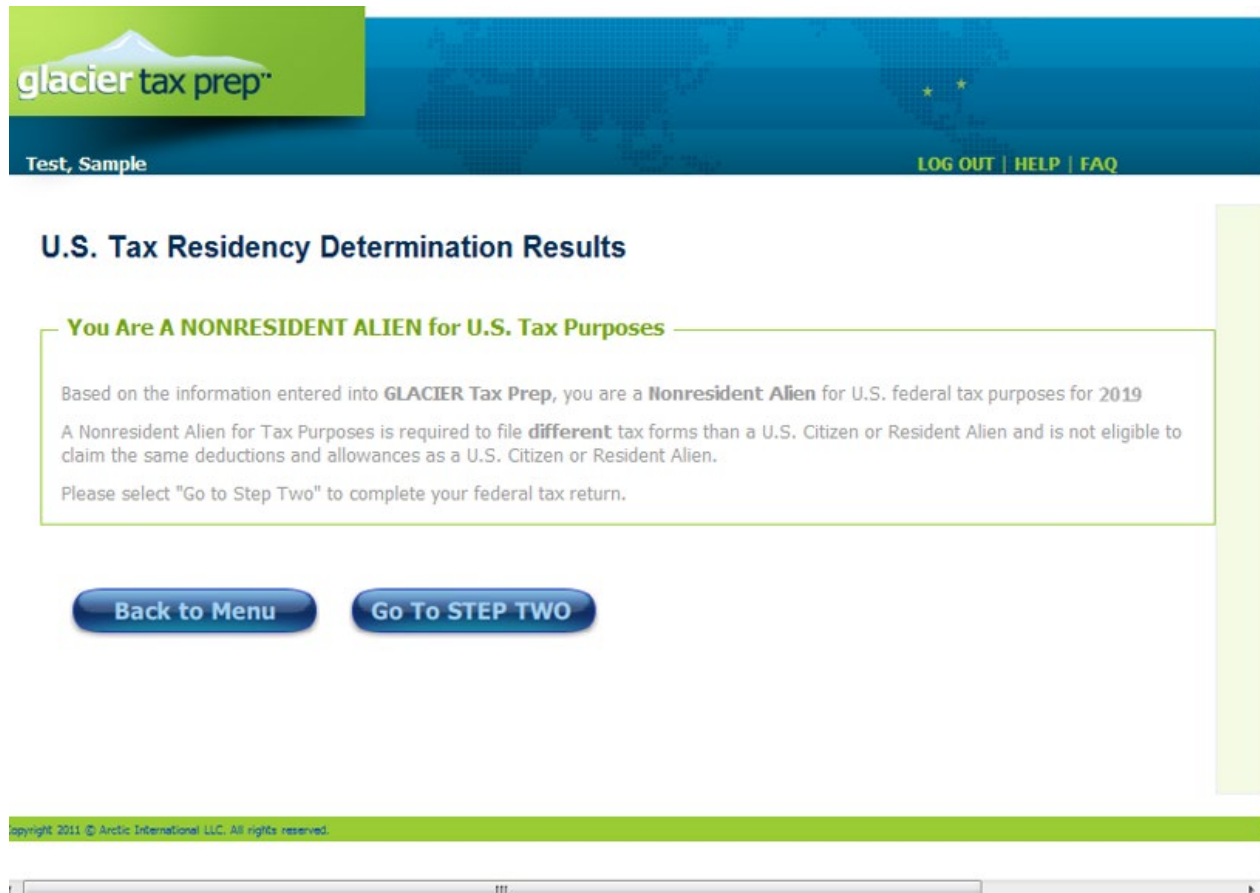 glacier tax prep™
Test, Sample
LOG OUT | HELP | FAQ
U.S. Tax Residency Determination Results
You Are A NONRESIDENT ALIEN for U.S. Tax Purposes
Based on the information entered into GLACIER Tax Prep, you are a Nonresident Alien for U.S. federal tax purposes for 2019
A Nonresident Alien for Tax Purposes is required to file different tax forms than a U.S. Citizen or Resident Alien and is not eligible to
claim the same deductions and allowances as a U.S. Citizen or Resident Alien.
Please select "Go to Step Two" to complete your federal tax return.
Back to Menu
Go To STEP TWO
opyright 2011 © Arctic International LLC. All rights reserved.